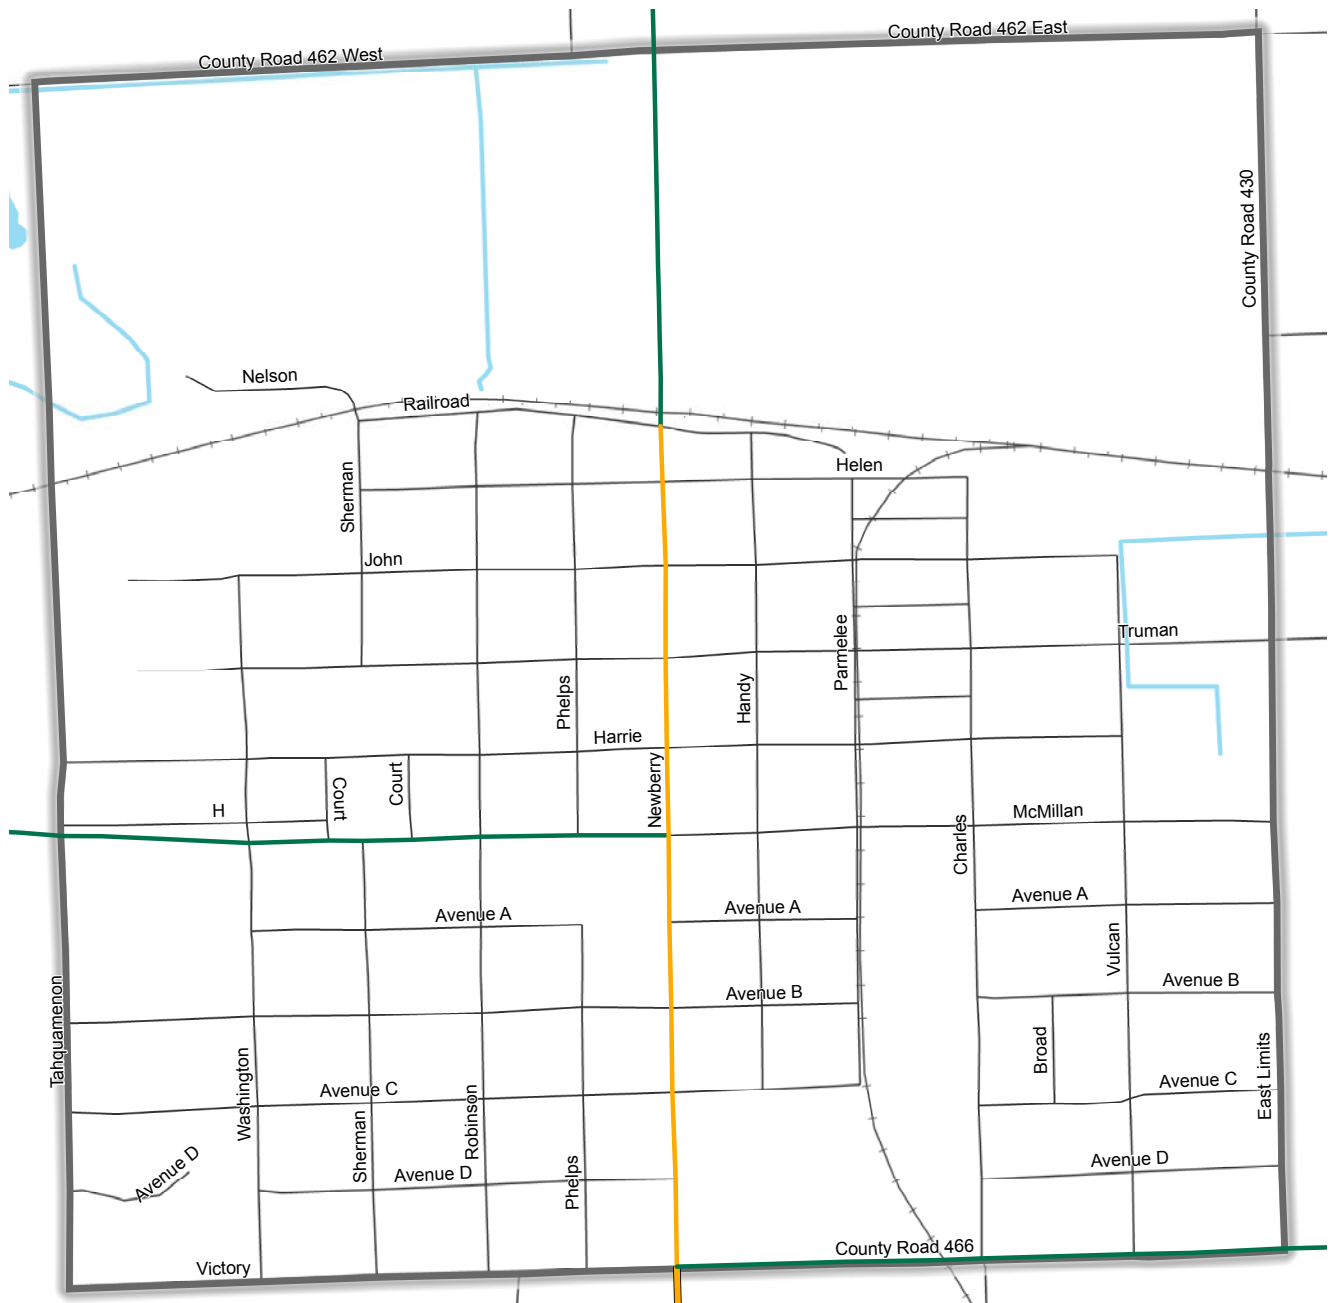 County Road 462 East
County Road 462 West
County Road 430
Nelson
Railroad
Helen
Sherman
John
Truman
Parmelee
Phelps
Handy
Harrie
Newberry
Court
Court
H
McMillan
Charles
Avenue A
Avenue A
Avenue A
Vulcan
Avenue B
Avenue B
Tahquamenon
Broad
East Limits
Washington
Avenue C
Avenue C
Robinson
Sherman
Avenue D
Avenue D
Avenue D
Phelps
County Road 466
Victory